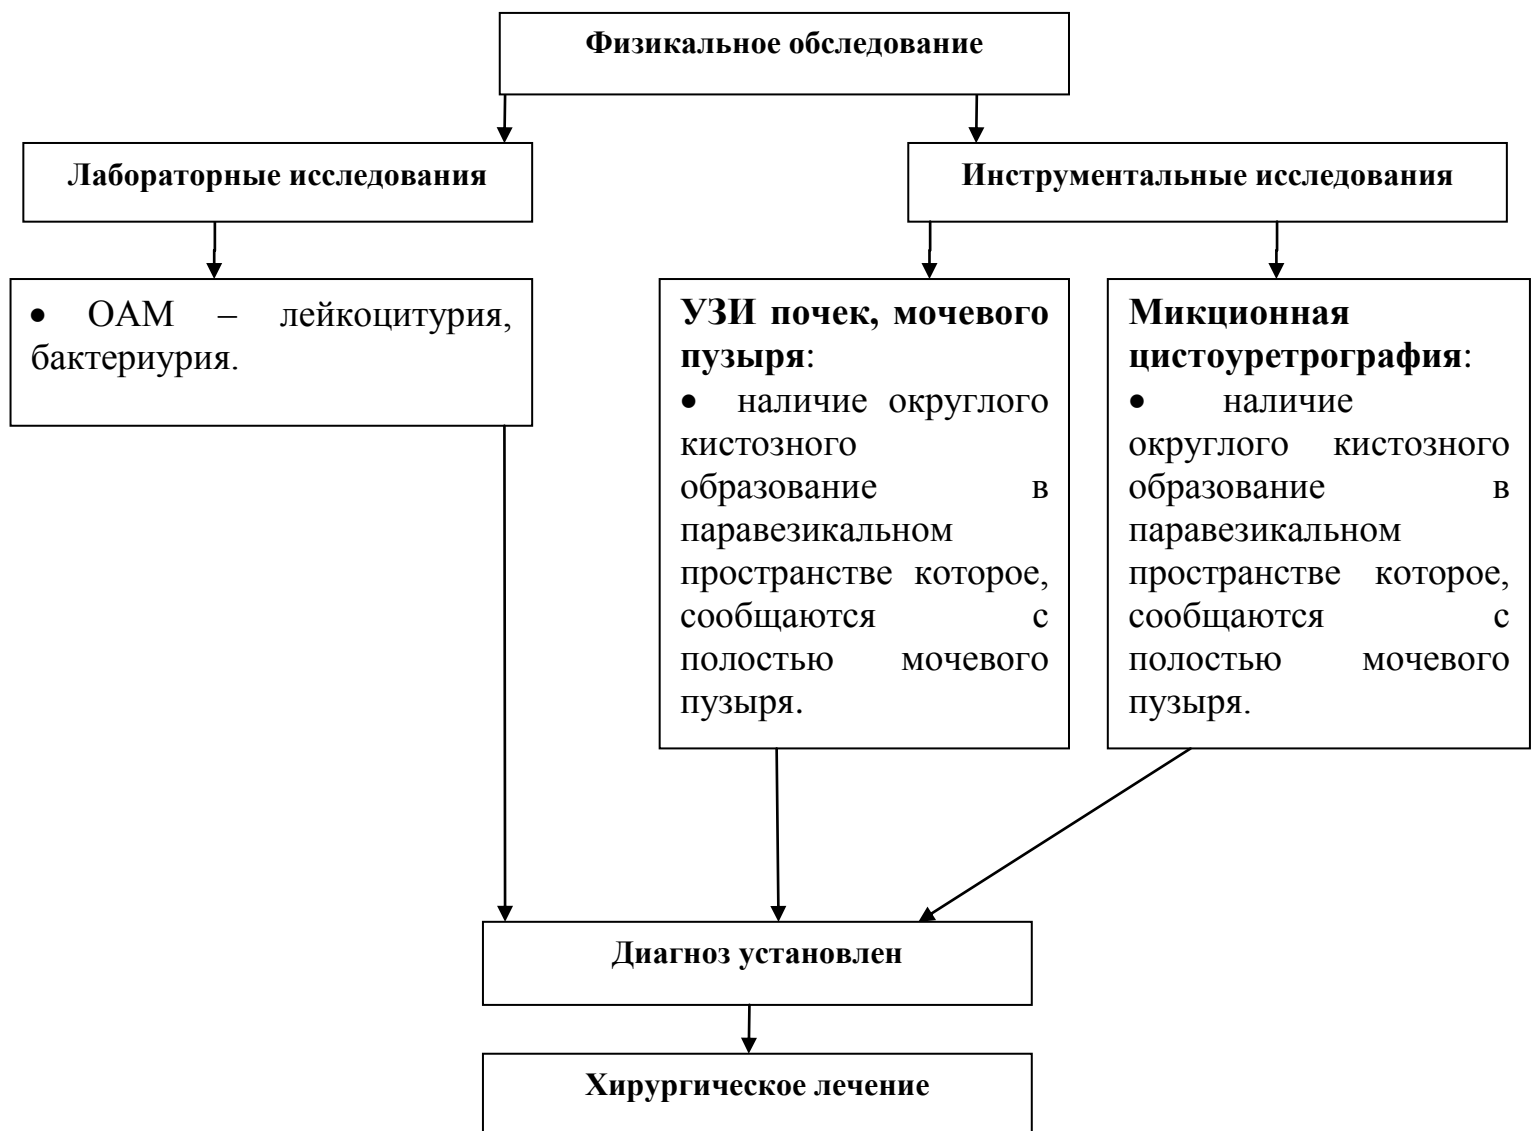 Физикальное обследование
Лабораторные исследования
Инструментальные исследования
• ОАМ – лейкоцитурия,
бактериурия.
УЗИ почек, мочевого
пузыря:
• наличие округлого
кистозного
образование в
паравезикальном
пространстве которое,
сообщаются с
полостью мочевого
пузыря.
Микционная
цистоуретрография:
• наличие
округлого кистозного
образование в
паравезикальном
пространстве которое,
сообщаются с
полостью мочевого
пузыря.
Диагноз установлен
Хирургическое лечение